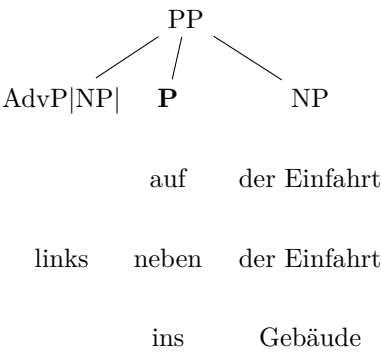 PP
AdvP|NP| P NP
auf der Einfahrt
links neben der Einfahrt
ins Gebäude